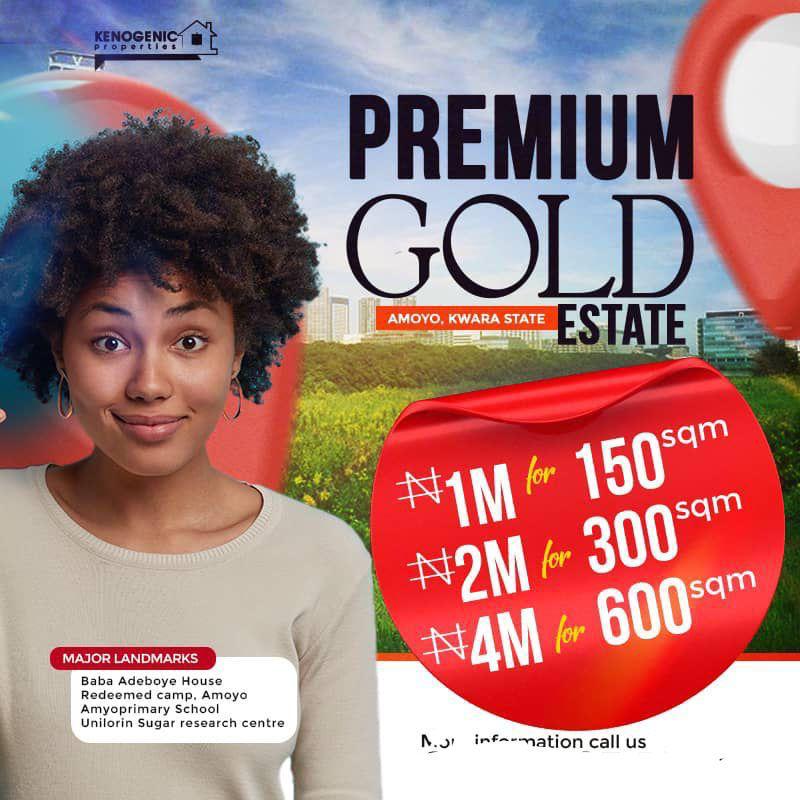 KENOGENIC
properties
PREMIUM
GOLD
AMOYO, KWARA STATE
ESTATE
₦1M for 150sqm
₦2M for 300sqm
₦4M for 600sqm
MAJOR LANDMARKS
Baba Adeboye House
Redeemed camp, Amoyo
Amyoprimary School
Unilorin Sugar research centre
information call us